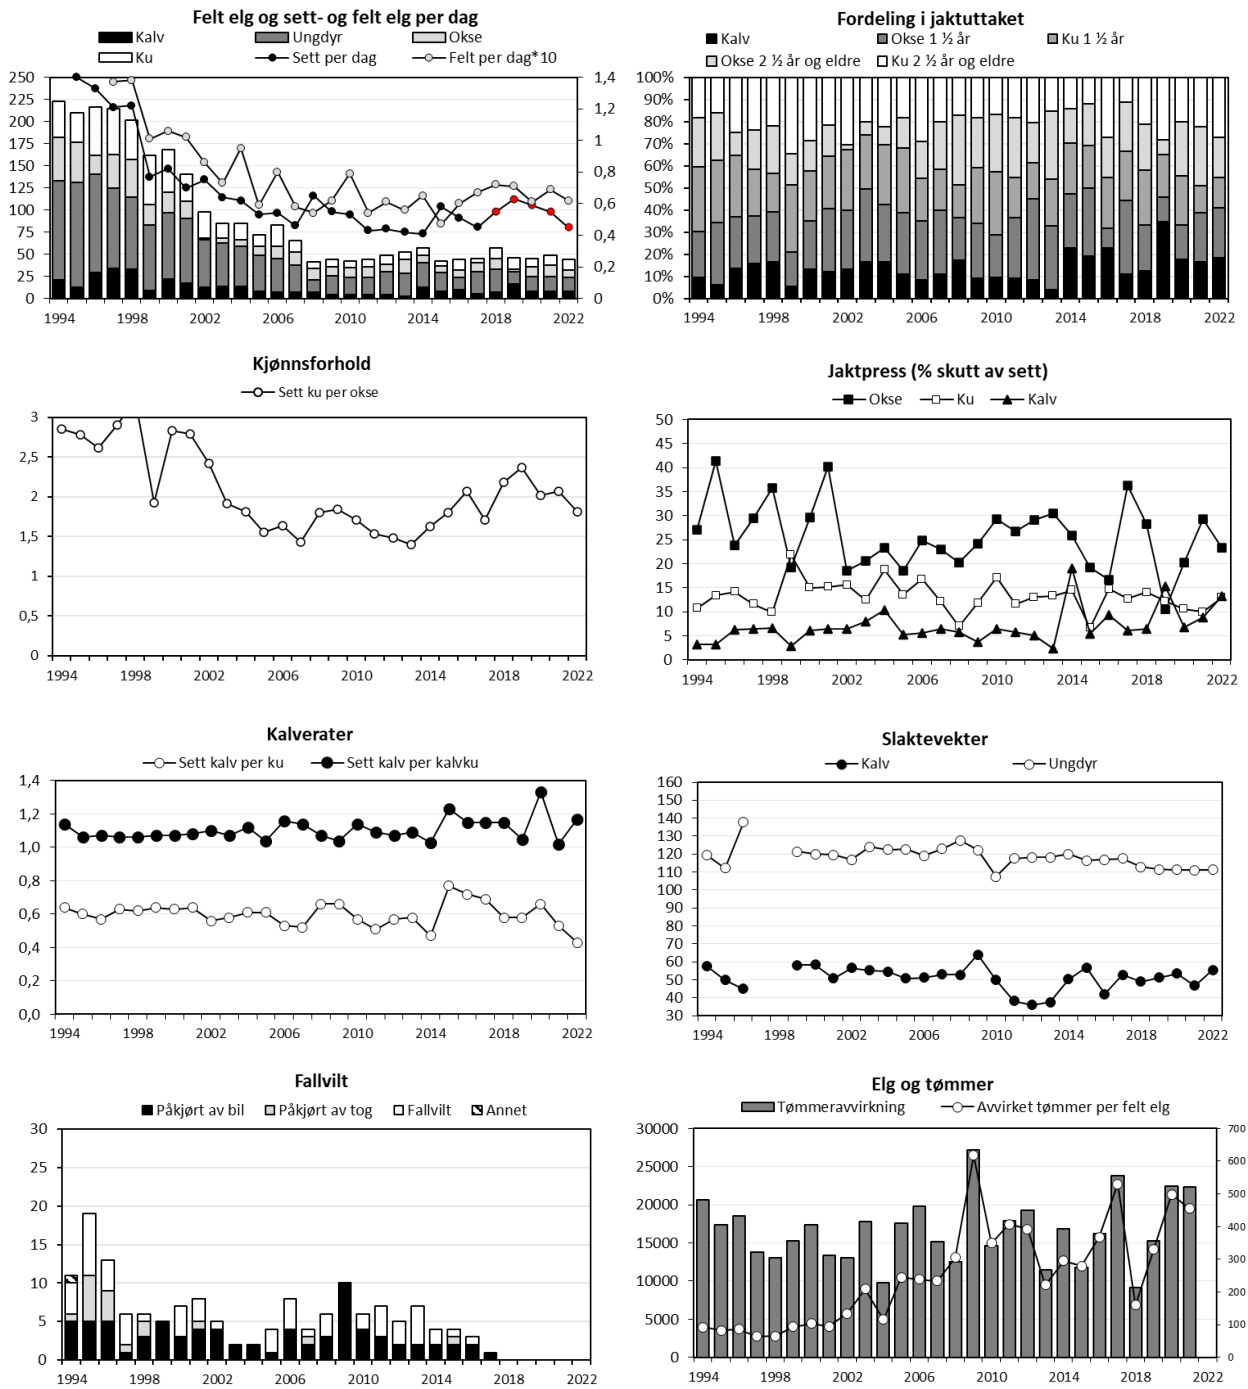 Felt elg og sett- og felt elg per dag
Kalv Ungdyr Okse
Ku Sett per dag Felt per dag*10
250 1,4
225 1,2
200 1
175 0,8
150 0,6
125 0,4
100 0,2
75 0
50
25
0
1994 1998 2002 2006 2010 2014 2018 2022
Fordeling i jaktuttaket
Kalv Okse 1 ½ år Ku 1 ½ år
Okse 2 ½ år og eldre Ku 2 ½ år og eldre
100%
90%
80%
70%
60%
50%
40%
30%
20%
10%
0%
1994 1998 2002 2006 2010 2014 2018 2022
Kjønnsforhold
Sett ku per okse
3
2,5
2
1,5
1
0,5
0
1994 1998 2002 2006 2010 2014 2018 2022
Jaktpress (% skutt av sett)
Okse Ku Kalv
50
45
40
35
30
25
20
15
10
5
0
1994 1998 2002 2006 2010 2014 2018 2022
Kalverater
Sett kalv per ku Sett kalv per kalvku
1,4
1,2
1,0
0,8
0,6
0,4
0,2
0,0
1994 1998 2002 2006 2010 2014 2018 2022
Slaktevekter
Kalv Ungdyr
160
150
140
130
120
110
100
90
80
70
60
50
40
30
1994 1998 2002 2006 2010 2014 2018 2022
Fallvilt
Påkjørt av bil Påkjørt av tog Fallvilt Annet
30
25
20
15
10
5
0
1994 1998 2002 2006 2010 2014 2018 2022
Elg og tømmer
Tømmeravvirkning Avvirket tømmer per felt elg
30000 700
25000 600
20000 500
15000 400
10000 300
5000 200
0 100
0
1994 1998 2002 2006 2010 2014 2018 2022